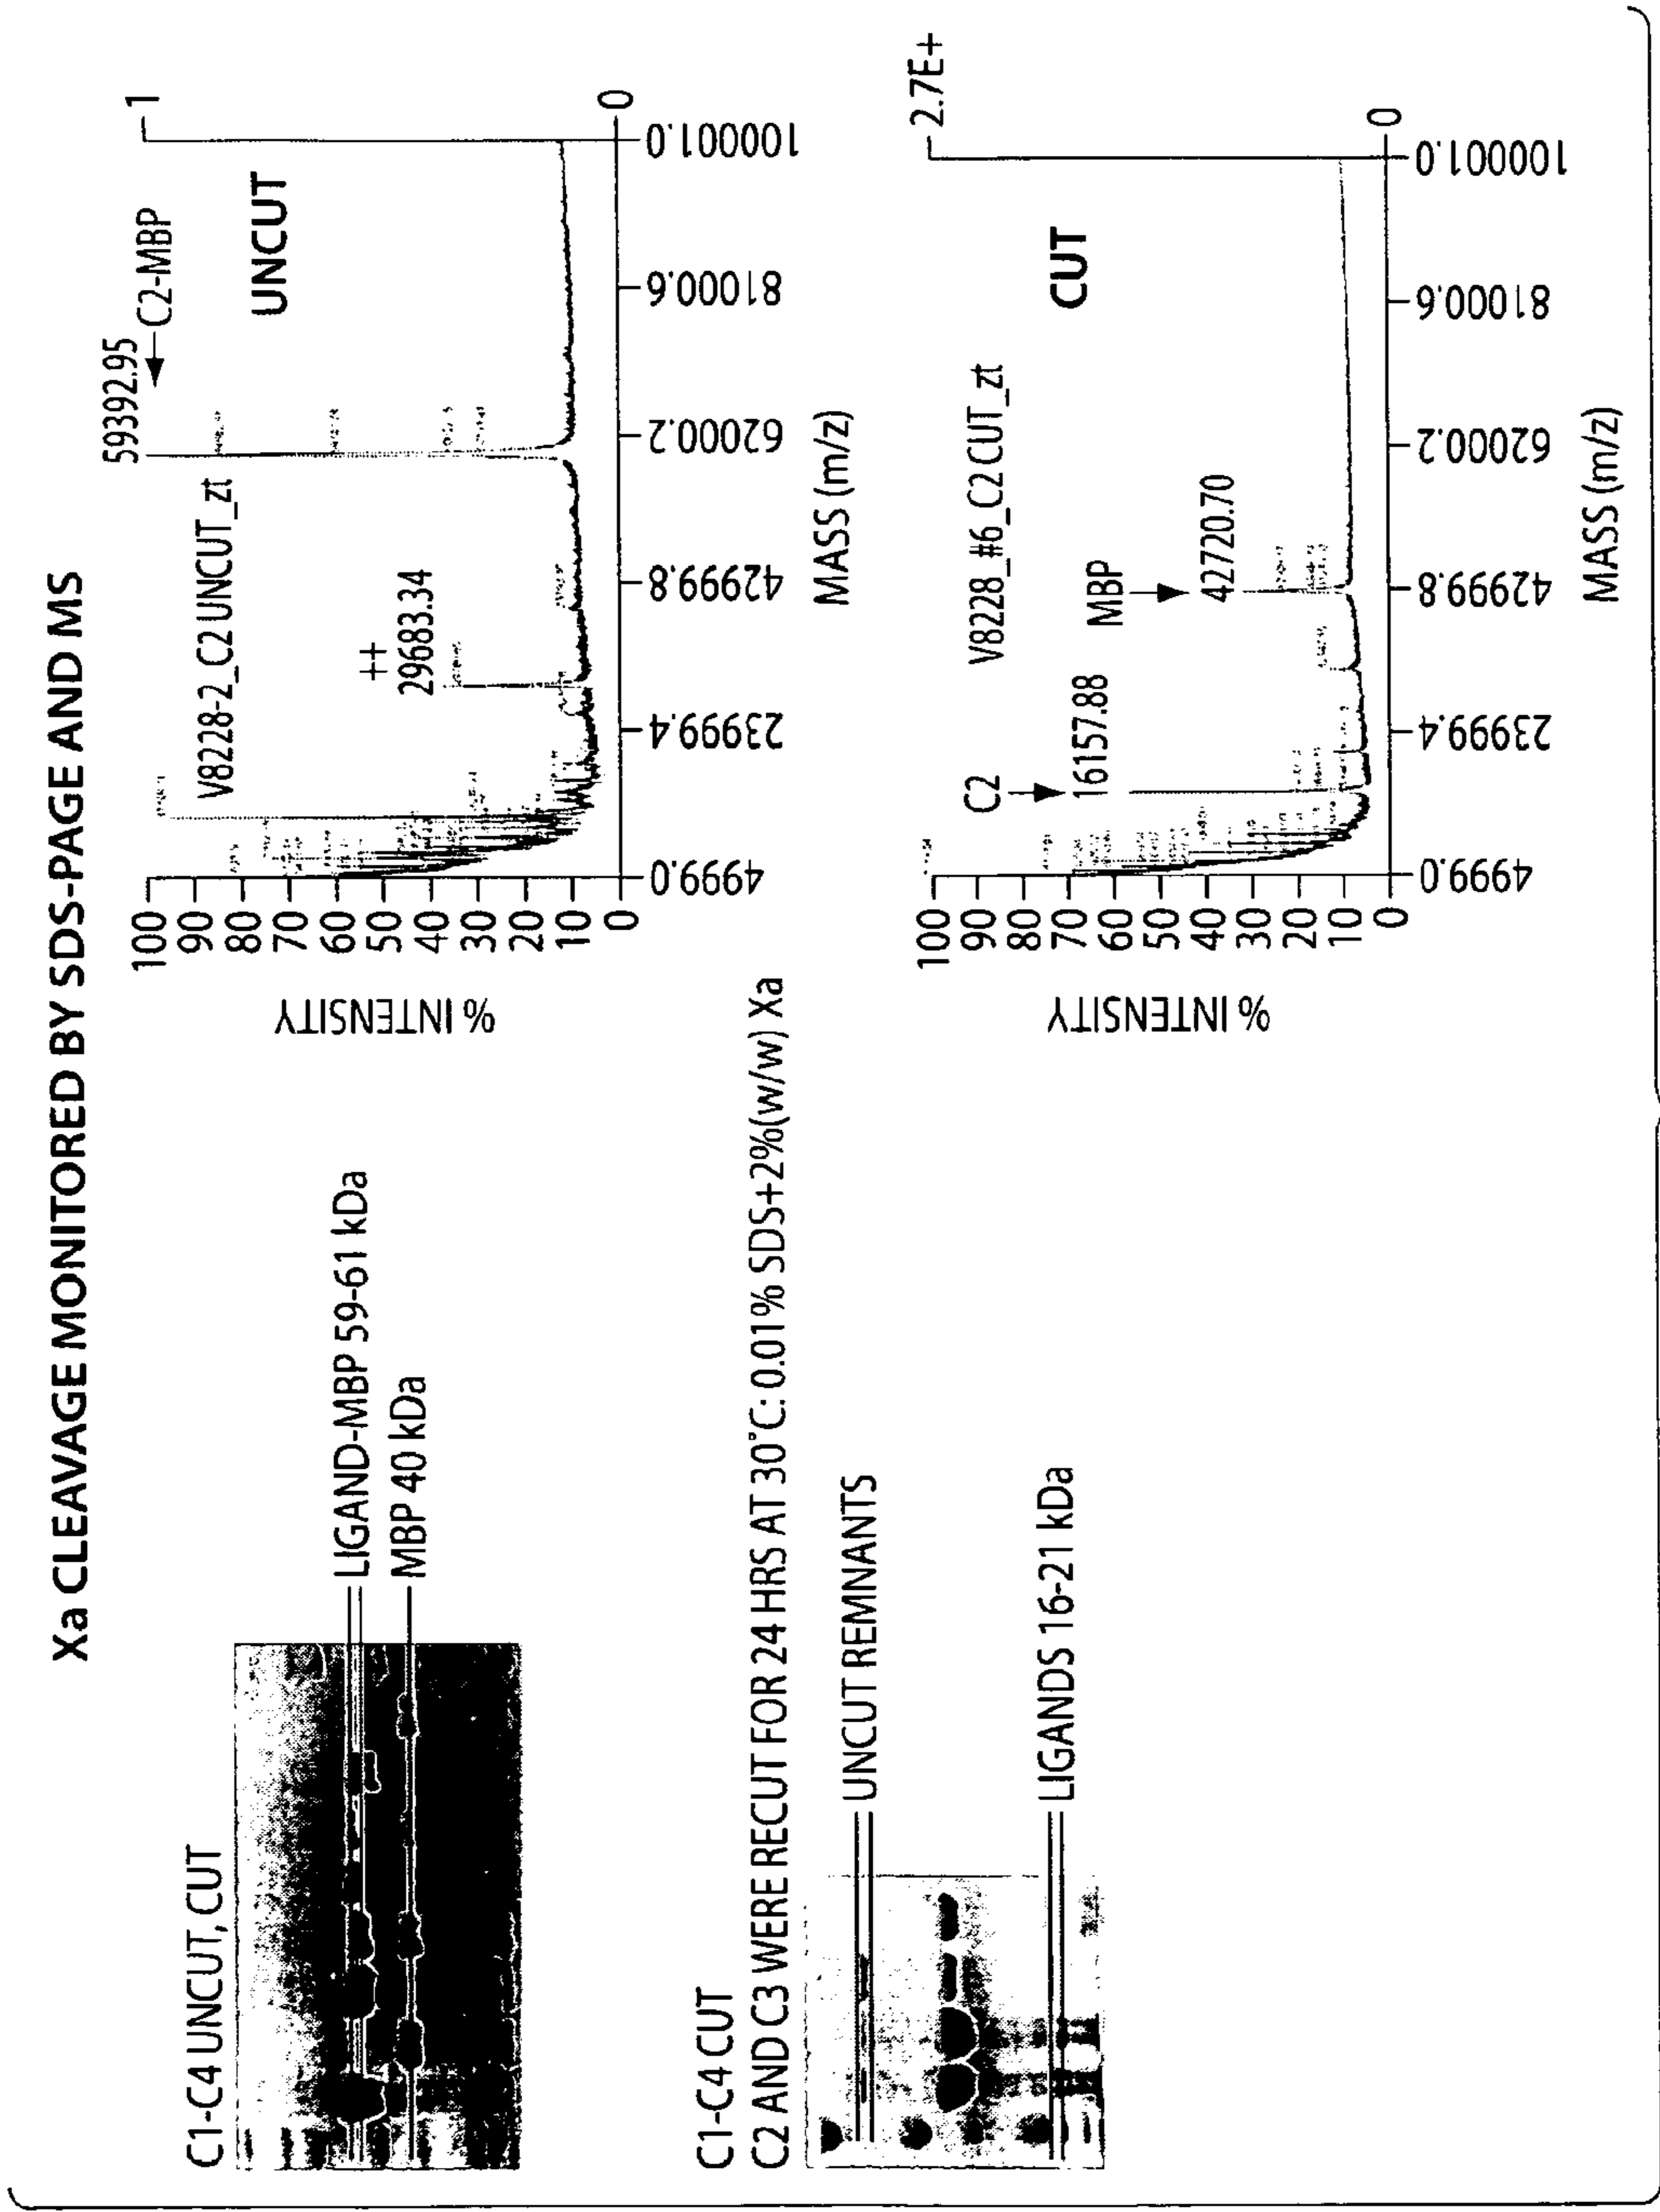 Xa CLEAVAGE MONITORED BY SDS-PAGE AND MS
C1-C4 UNCUT, CUT
LIGAND-MBP 59-61 kDa
MBP 40 kDa
C1-C4 CUT
C2 AND C3 WERE RECUT FOR 24 HRS AT 30°C: 0.01% SDS+2%(w/w) Xa
UNCUT REMNANTS
LIGANDS 16-21 kDa
59392.95
C2-MBP
1
V8228-2_C2 UNCUT_zt
UNCUT
++
29683.34
% INTENSITY
100
90
80
70
60
50
40
30
20
10
0
0
4999.0
23999.4
42999.8
62000.2
81000.6
100001.0
MASS (m/z)
2.7E+
V8228_#6_C2 CUT_zt
CUT
C2
16157.88
MBP
42720.70
% INTENSITY
100
90
80
70
60
50
40
30
20
10
0
0
4999.0
23999.4
42999.8
62000.2
81000.6
100001.0
MASS (m/z)